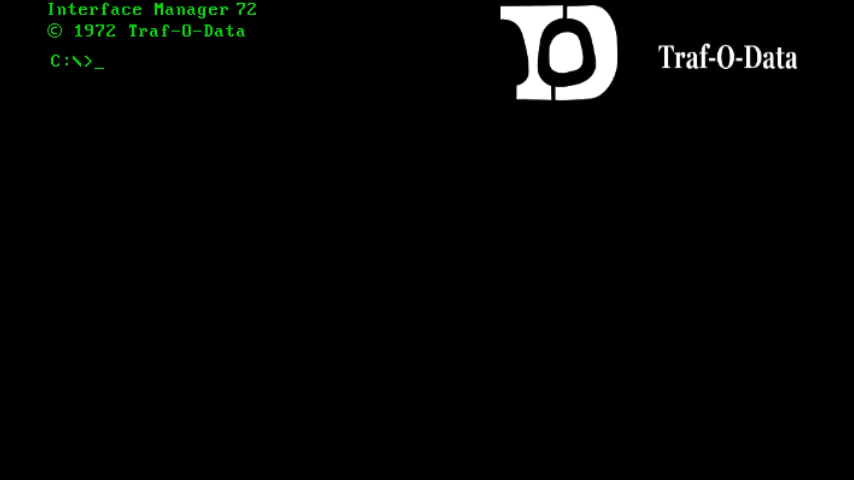 Interface Manager 72
© 1972 Traf-O-Data
C:\>_
Traf-O-Data